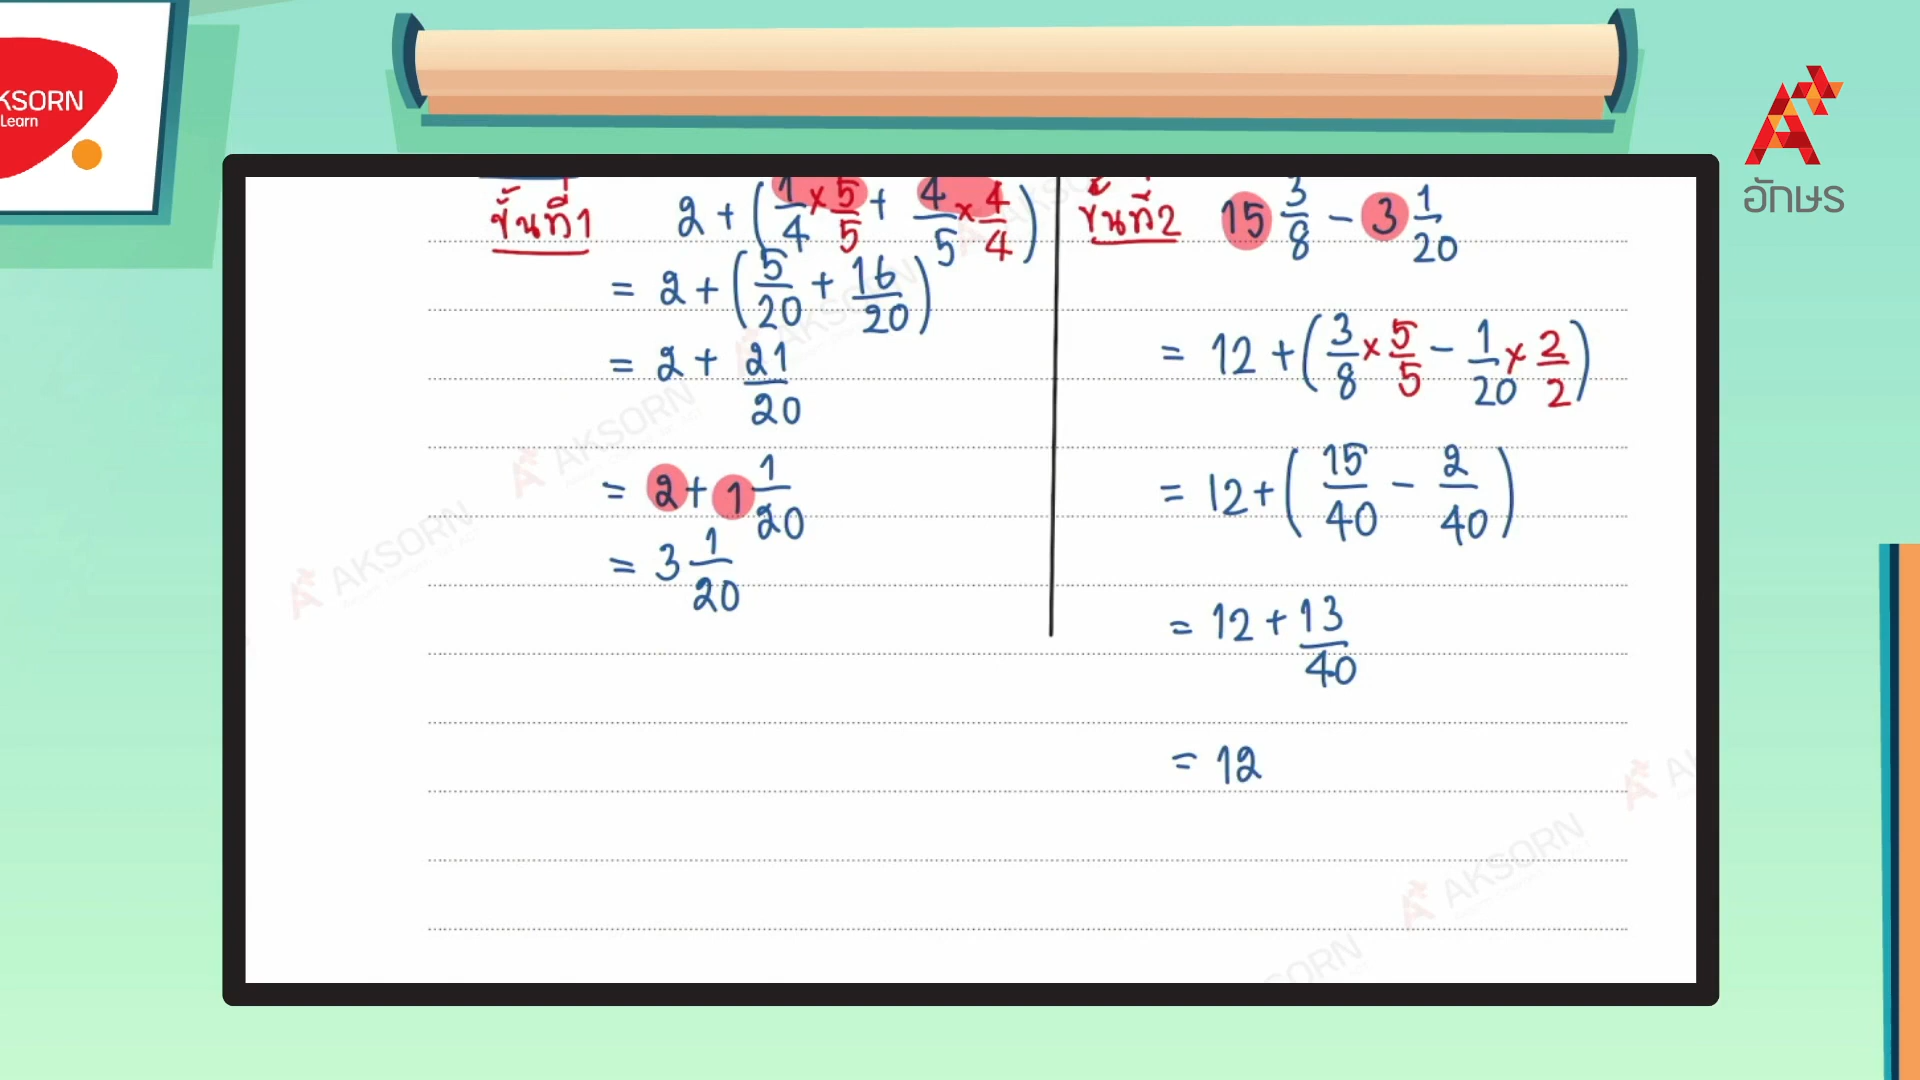 KSORN
Learn
อักษร
ขั้นที่1 2 + (1/4 × 5/5 + 4/5 × 4/4)
= 2 + (5/20 + 16/20)
= 2 + 21/20
= 2 + 1 1/20
= 3 1/20
ขั้นที่2 15 3/8 − 3 1/20
= 12 + (3/8 × 5/5 − 1/20 × 2/2)
= 12 + (15/40 − 2/40)
= 12 + 13/40
= 12
AKSORN
AKSORN
AKSORN
SORN